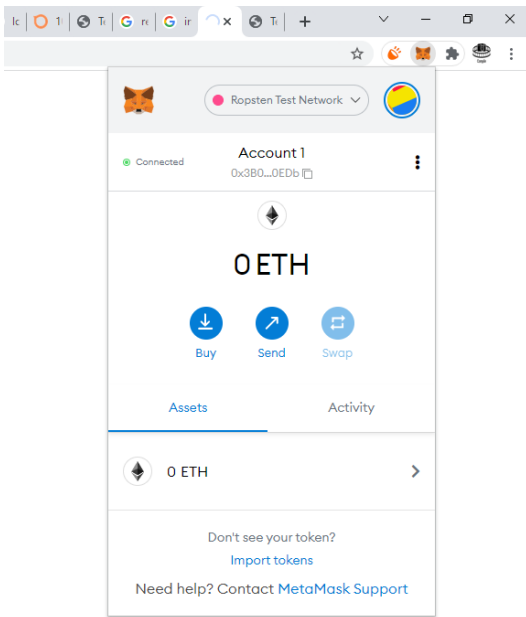 Ropsten Test Network
Connected
Account 1
0x3B0...0EDb
0 ETH
Buy
Send
Swap
Assets
Activity
0 ETH
Don't see your token?
Import tokens
Need help? Contact MetaMask Support